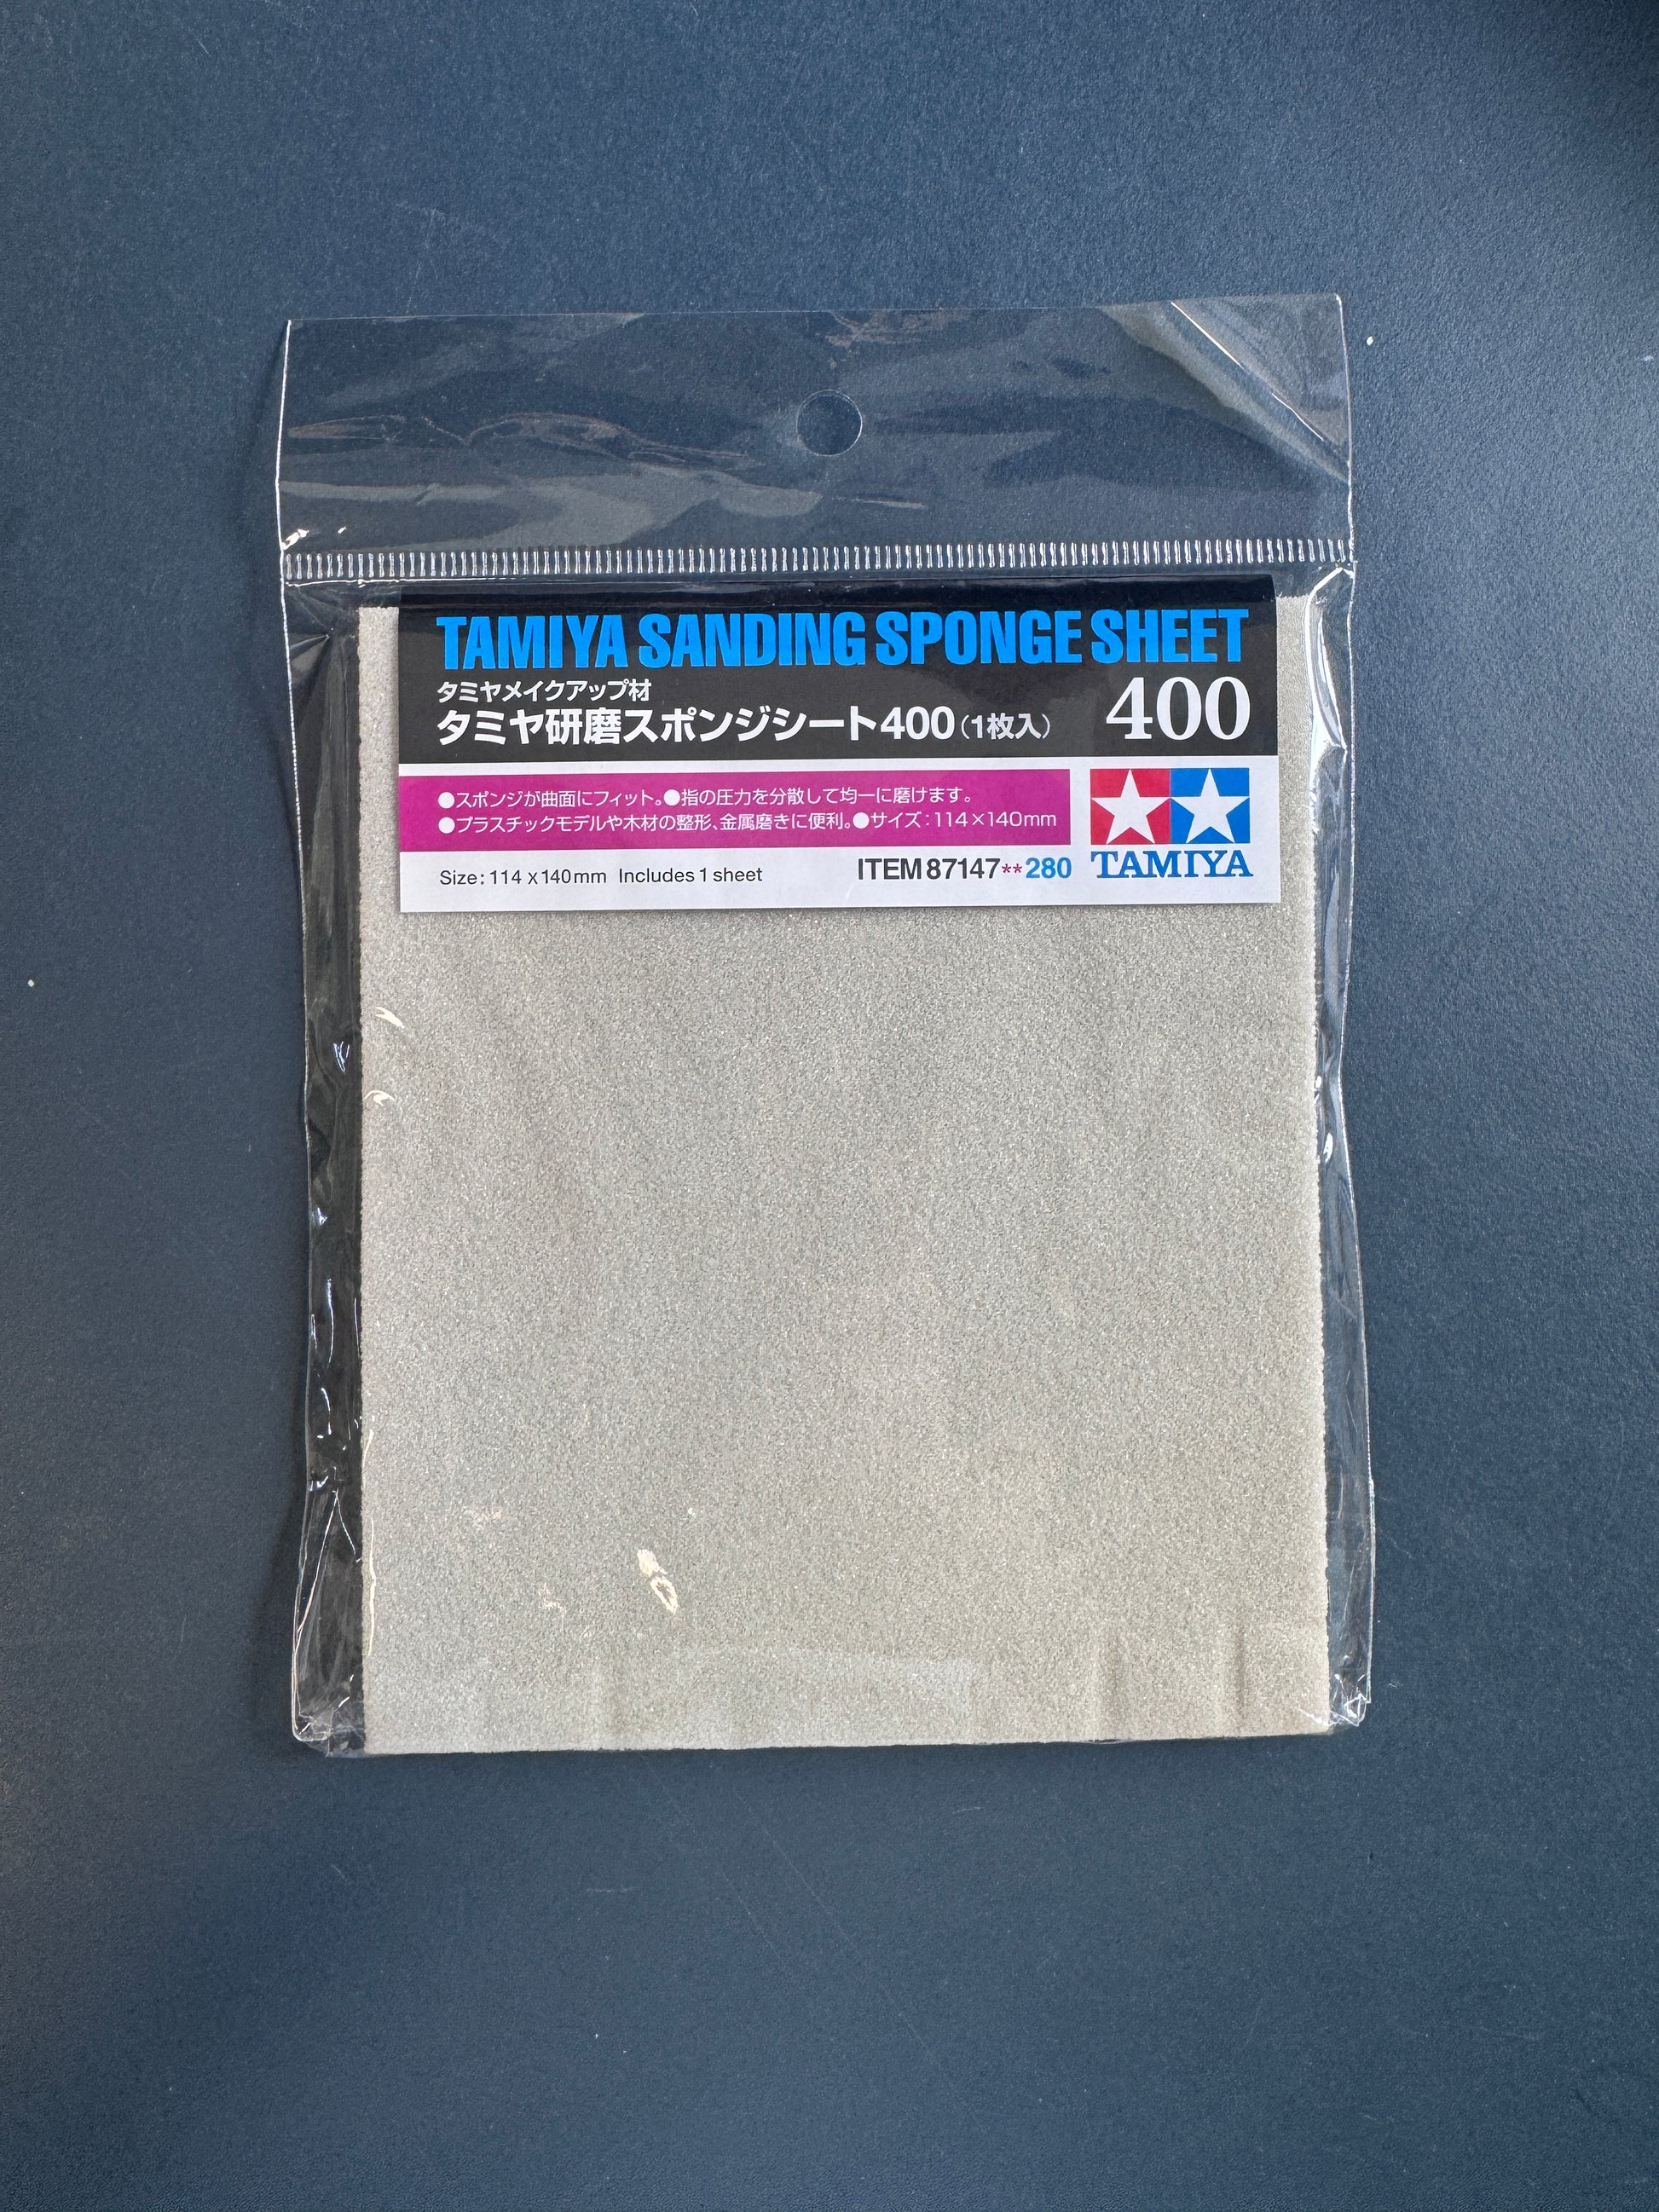 TAMIYA SANDING SPONGE SHEET
タミヤメイクアップ材
タミヤ研磨スポンジシート400(1枚入) 400
●スポンジが曲面にフィット。●指の圧力を分散して均一に磨けます。
●プラスチックモデルや木材の整形、金属磨きに便利。●サイズ:114×140mm
Size: 114 x 140mm Includes 1 sheet
ITEM 87147**280
TAMIYA